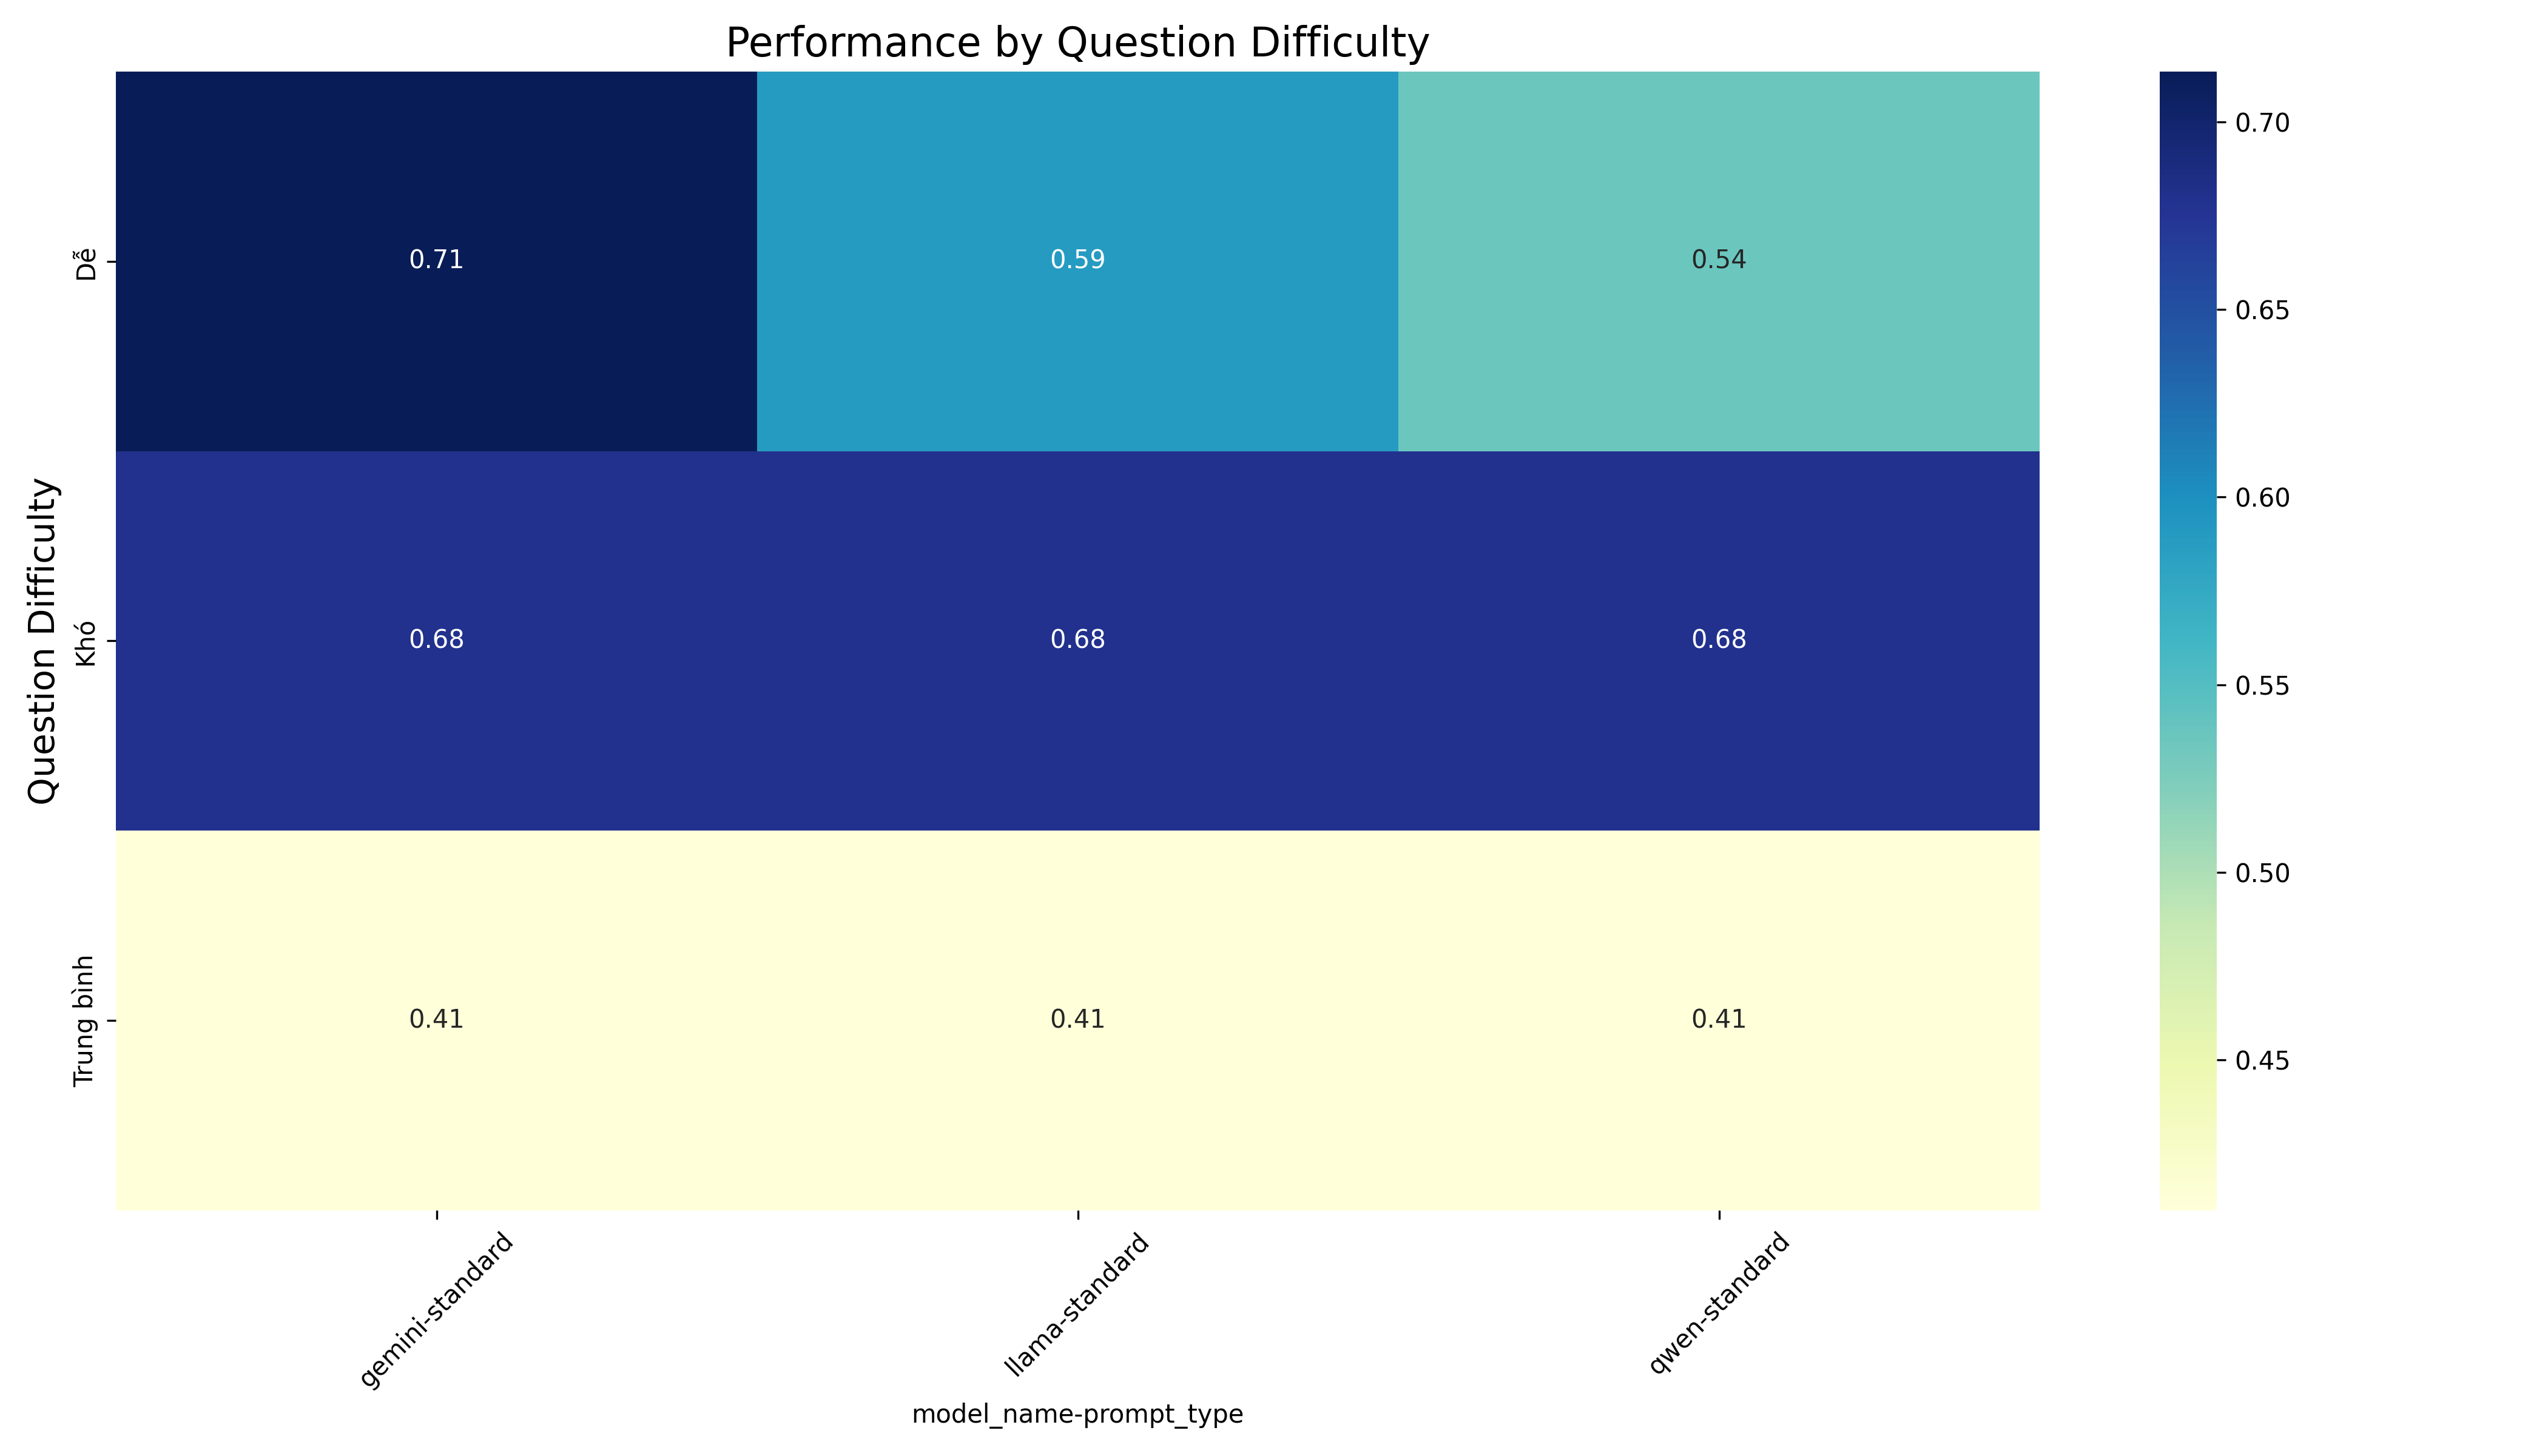 Performance by Question Difficulty
Question Difficulty
Dễ
0.71 0.59 0.54
Khó
0.68 0.68 0.68
Trung bình
0.41 0.41 0.41
gemini-standard
llama-standard
qwen-standard
model_name-prompt_type
0.70
0.65
0.60
0.55
0.50
0.45